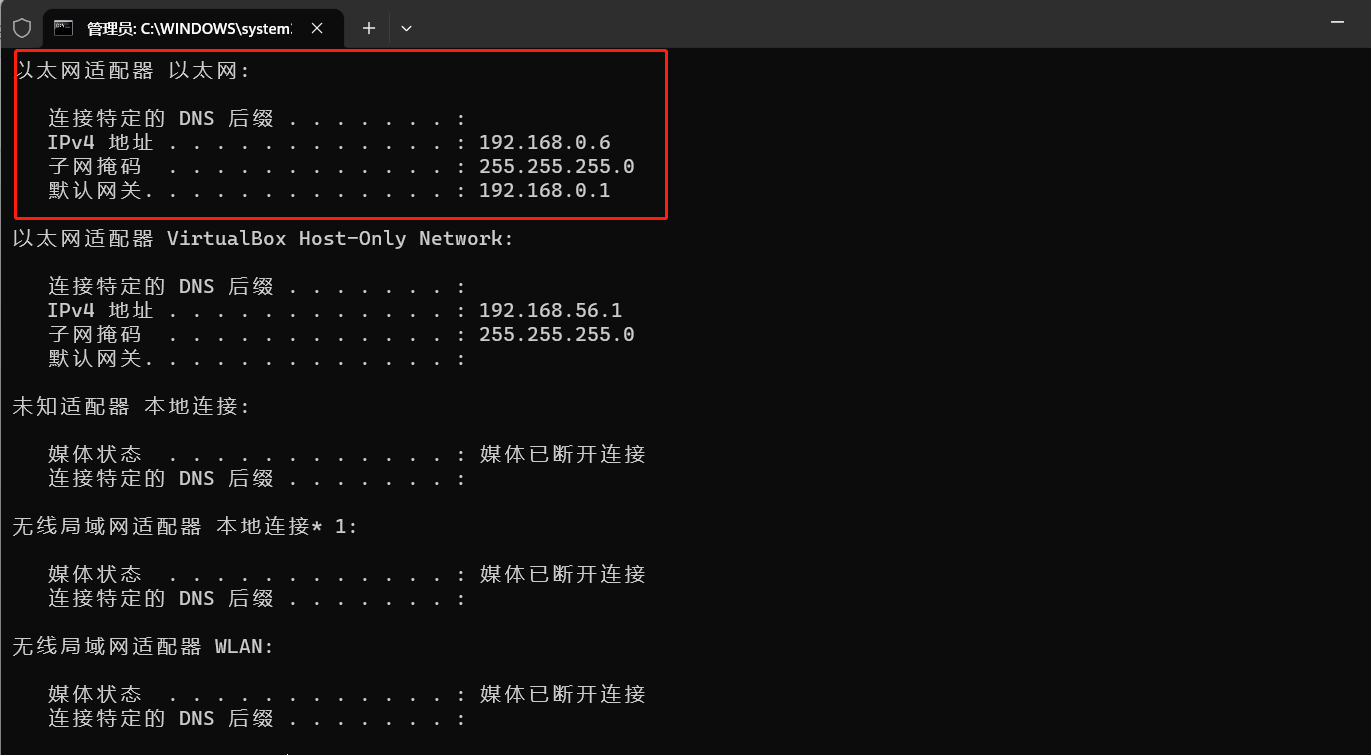 管理员: C:\WINDOWS\system:
以太网适配器 以太网:
连接特定的 DNS 后缀 . . . . . . . :
IPv4 地址 . . . . . . . . . . . . : 192.168.0.6
子网掩码  . . . . . . . . . . . . : 255.255.255.0
默认网关. . . . . . . . . . . . . : 192.168.0.1
以太网适配器 VirtualBox Host-Only Network:
连接特定的 DNS 后缀 . . . . . . . :
IPv4 地址 . . . . . . . . . . . . : 192.168.56.1
子网掩码  . . . . . . . . . . . . : 255.255.255.0
默认网关. . . . . . . . . . . . . :
未知适配器 本地连接:
媒体状态  . . . . . . . . . . . . : 媒体已断开连接
连接特定的 DNS 后缀 . . . . . . . :
无线局域网适配器 本地连接* 1:
媒体状态  . . . . . . . . . . . . : 媒体已断开连接
连接特定的 DNS 后缀 . . . . . . . :
无线局域网适配器 WLAN:
媒体状态  . . . . . . . . . . . . : 媒体已断开连接
连接特定的 DNS 后缀 . . . . . . . :